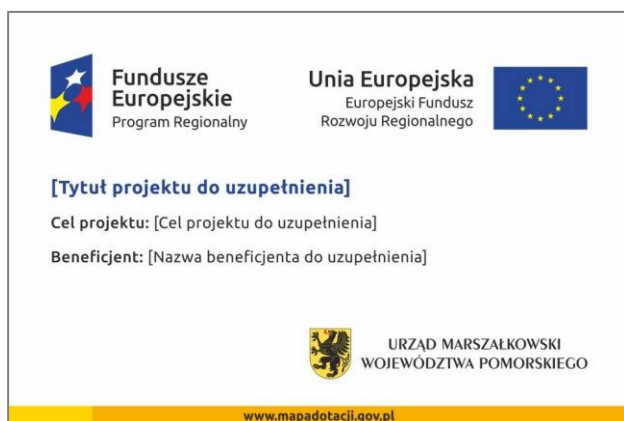 Fundusze
Europejskie
Program Regionalny
Unia Europejska
Europejski Fundusz
Rozwoju Regionalnego
[Tytuł projektu do uzupełnienia]
Cel projektu: [Cel projektu do uzupełnienia]
Beneficjent: [Nazwa beneficjenta do uzupełnienia]
URZĄD MARSZAŁKOWSKI
WOJEWÓDZTWA POMORSKIEGO
www.mapadotacji.gov.pl